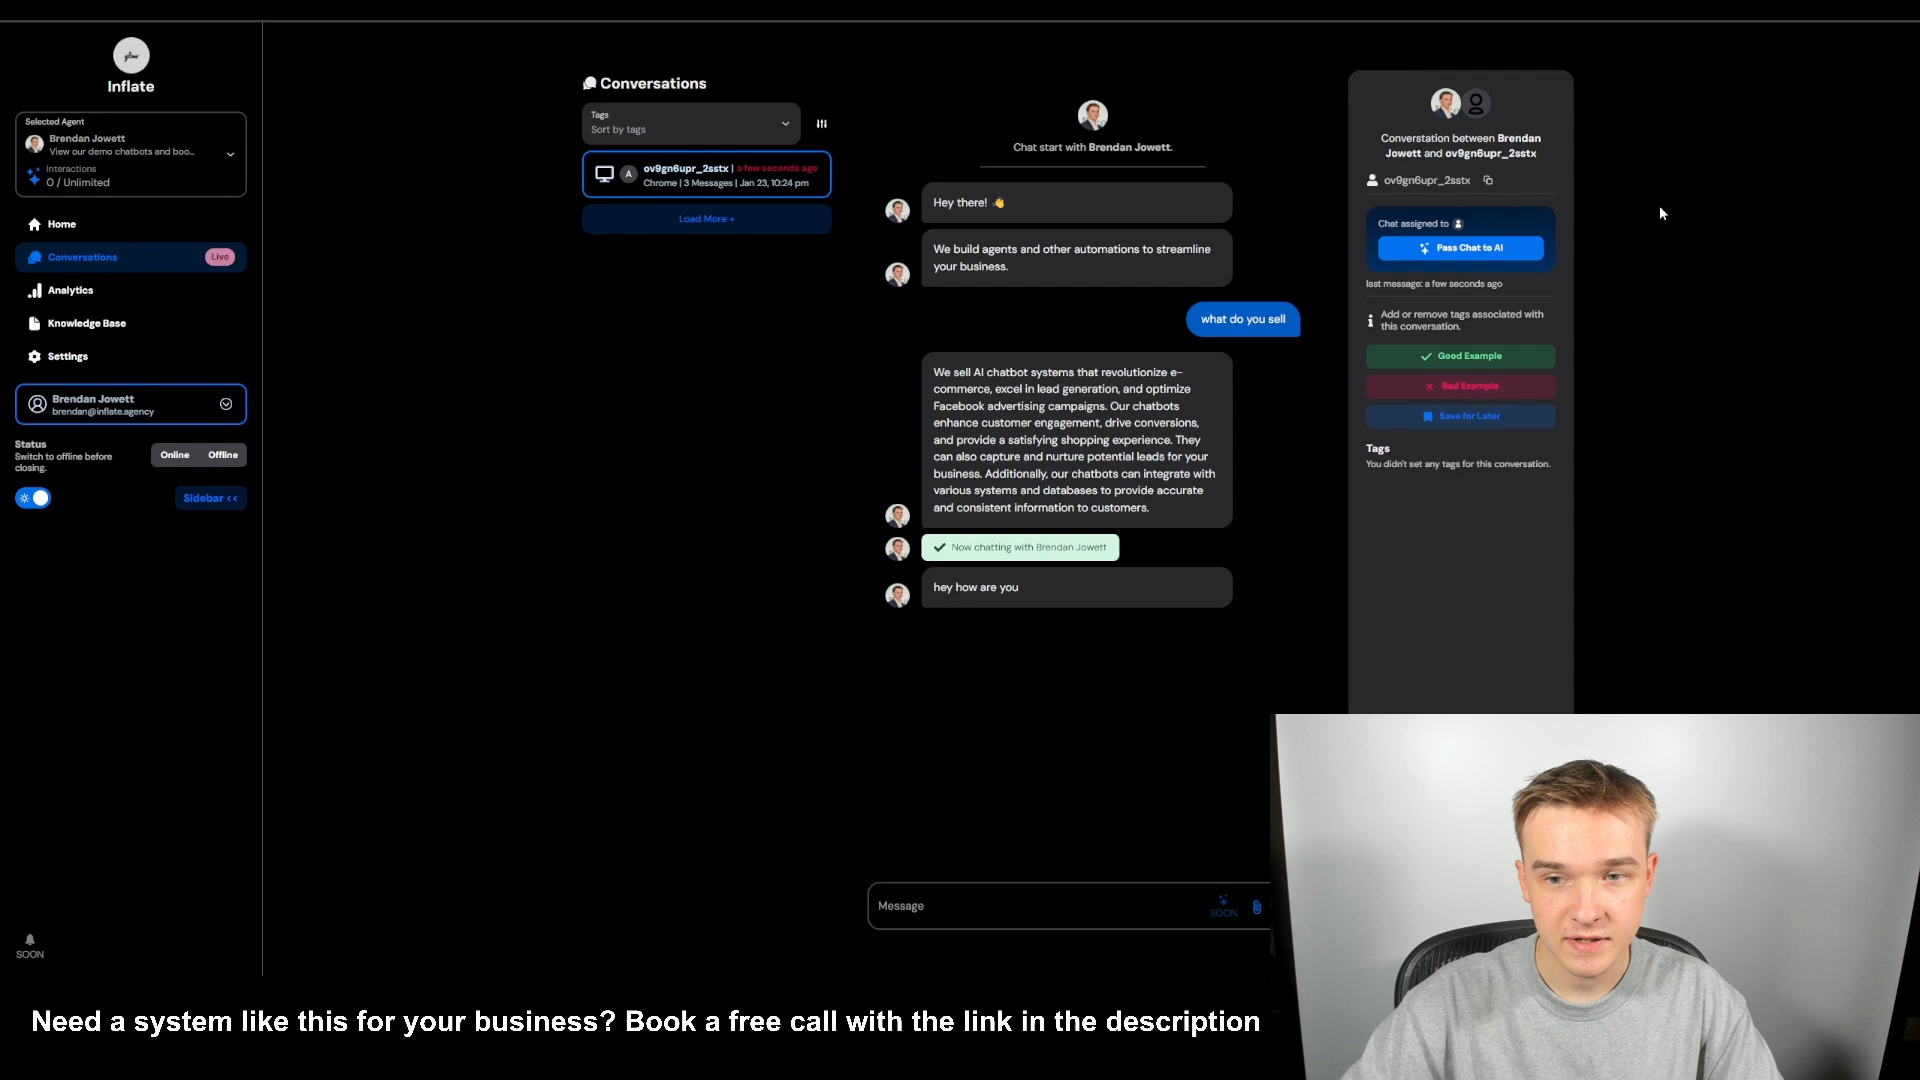 glow
Inflate
Selected Agent
Brendan Jowett
View our demo chatbots and boo...
Interactions
0 / Unlimited
Home
Conversations
Live
Analytics
Knowledge Base
Settings
Brendan Jowett
brendan@inflate.agency
Status
Switch to offline before
closing.
Online
Offline
Sidebar <<
SOON
Conversations
Tags
Sort by tags
A
ov9gn6upr_2sstx | a few seconds ago
Chrome | 3 Messages | Jan 23, 10:24 pm
Load More +
Chat start with Brendan Jowett.
Hey there! 👋
We build agents and other automations to streamline
your business.
what do you sell
We sell AI chatbot systems that revolutionize e-
commerce, excel in lead generation, and optimize
Facebook advertising campaigns. Our chatbots
enhance customer engagement, drive conversions,
and provide a satisfying shopping experience. They
can also capture and nurture potential leads for your
business. Additionally, our chatbots can integrate with
various systems and databases to provide accurate
and consistent information to customers.
Now chatting with Brendan Jowett
hey how are you
Message
SOON
Converstation between Brendan
Jowett and ov9gn6upr_2sstx
ov9gn6upr_2sstx
Chat assigned to
Pass Chat to AI
last message: a few seconds ago
Add or remove tags associated with
this conversation.
Good Example
Bad Example
Save for Later
Tags
You didn't set any tags for this conversation.
Need a system like this for your business? Book a free call with the link in the description